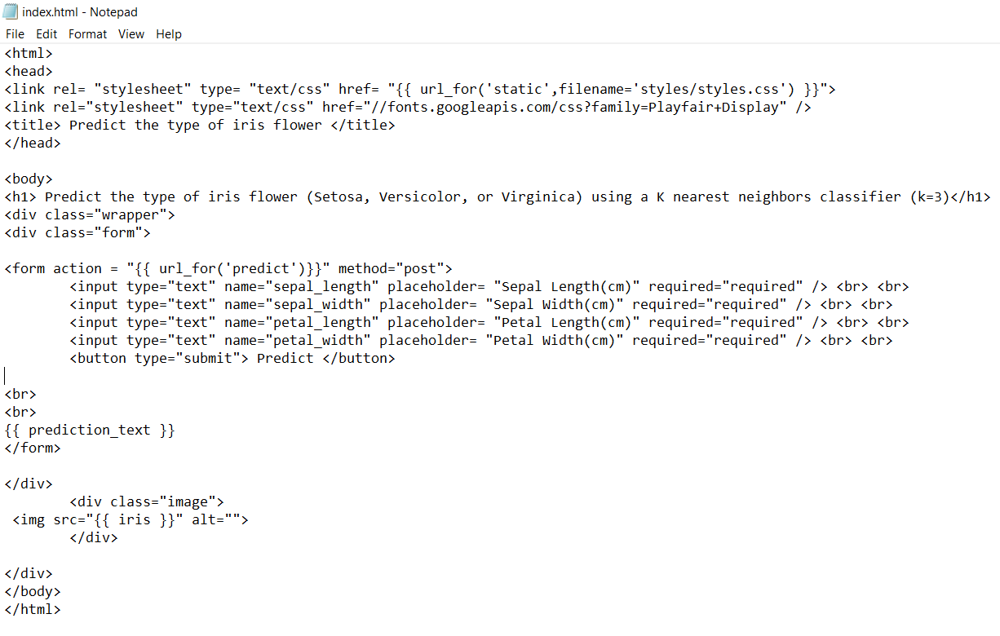 index.html - Notepad
File Edit Format View Help
<html>
<head>
<link rel= "stylesheet" type= "text/css" href= "{{ url_for('static',filename='styles/styles.css') }}">
<link rel="stylesheet" type="text/css" href="//fonts.googleapis.com/css?family=Playfair+Display" />
<title> Predict the type of iris flower </title>
</head>
<body>
<h1> Predict the type of iris flower (Setosa, Versicolor, or Virginica) using a K nearest neighbors classifier (k=3)</h1>
<div class="wrapper">
<div class="form">
<form action = "{{ url_for('predict')}}" method="post">
<input type="text" name="sepal_length" placeholder= "Sepal Length(cm)" required="required" /> <br> <br>
<input type="text" name="sepal_width" placeholder= "Sepal Width(cm)" required="required" /> <br> <br>
<input type="text" name="petal_length" placeholder= "Petal Length(cm)" required="required" /> <br> <br>
<input type="text" name="petal_width" placeholder= "Petal Width(cm)" required="required" /> <br> <br>
<button type="submit"> Predict </button>
<br>
<br>
{{ prediction_text }}
</form>
</div>
<div class="image">
<img src="{{ iris }}" alt="">
</div>
</div>
</body>
</html>